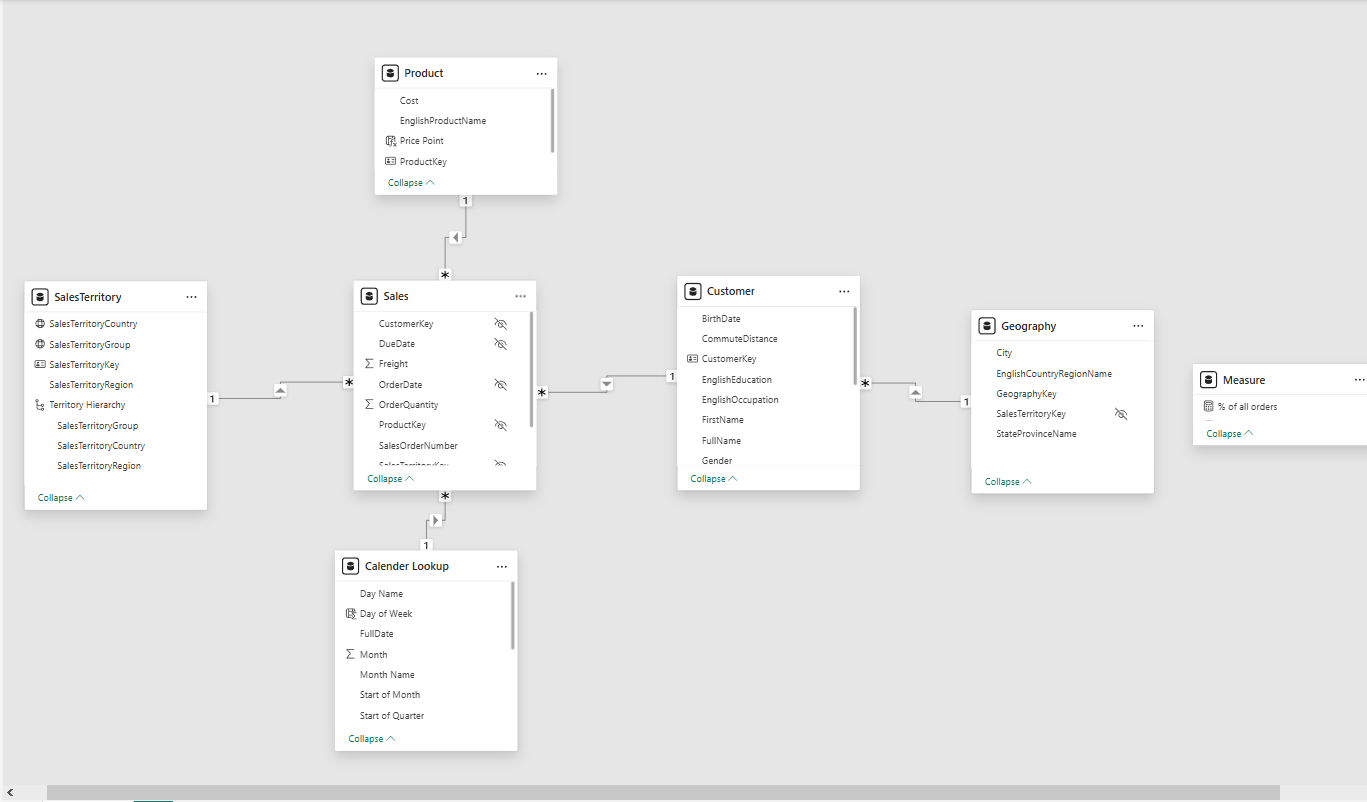 Product
Cost
EnglishProductName
Price Point
ProductKey
Collapse
1
*
SalesTerritory
SalesTerritoryCountry
SalesTerritoryGroup
SalesTerritoryKey
SalesTerritoryRegion
Territory Hierarchy
SalesTerritoryGroup
SalesTerritoryCountry
SalesTerritoryRegion
Collapse
1
*
Sales
CustomerKey
DueDate
Σ Freight
OrderDate
Σ OrderQuantity
ProductKey
SalesOrderNumber
SalesTerritoryKey
Collapse
*
1
Customer
BirthDate
CommuteDistance
CustomerKey
EnglishEducation
EnglishOccupation
FirstName
FullName
Gender
Collapse
*
1
Geography
City
EnglishCountryRegionName
GeographyKey
SalesTerritoryKey
StateProvinceName
Collapse
Measure
% of all orders
Collapse
*
1
Calender Lookup
Day Name
Day of Week
FullDate
Σ Month
Month Name
Start of Month
Start of Quarter
Collapse